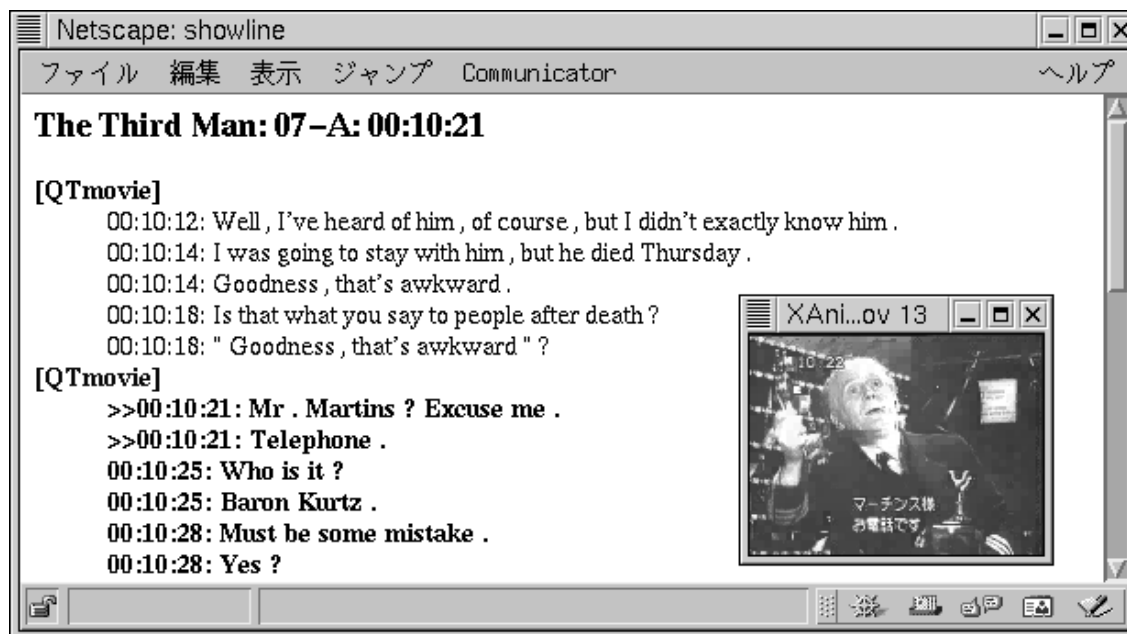 Netscape: showline
ファイル 編集 表示 ジャンプ Communicator ヘルプ
The Third Man: 07-A: 00:10:21
[QTmovie]
00:10:12: Well , I've heard of him , of course , but I didn't exactly know him .
00:10:14: I was going to stay with him , but he died Thursday .
00:10:14: Goodness , that's awkward .
00:10:18: Is that what you say to people after death ?
00:10:18: " Goodness , that's awkward " ?
[QTmovie]
>>00:10:21: Mr . Martins ? Excuse me .
>>00:10:21: Telephone .
00:10:25: Who is it ?
00:10:25: Baron Kurtz .
00:10:28: Must be some mistake .
00:10:28: Yes ?
XAni...ov 13
10 22
マーチンス様
お電話です